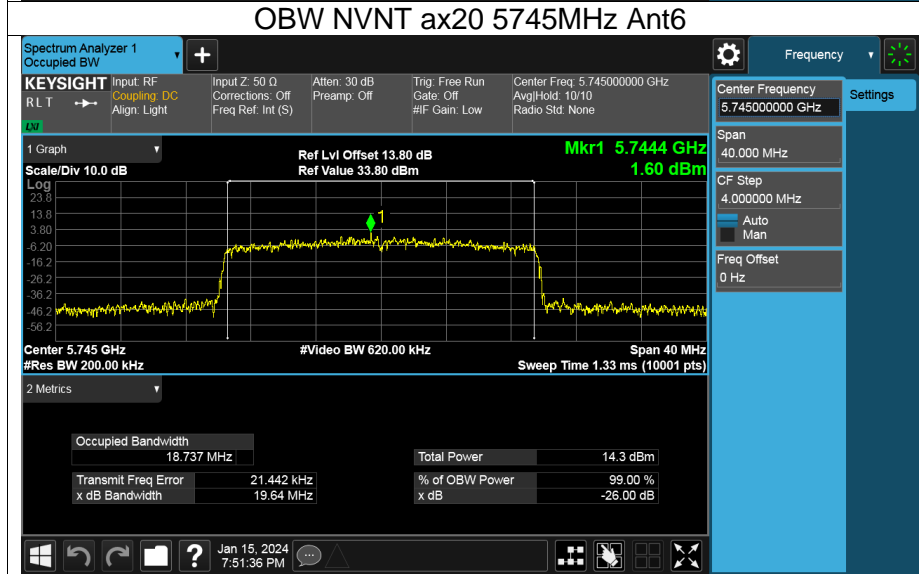 OBW NVNT ax20 5745MHz Ant6
Spectrum Analyzer 1
Occupied BW
+
Frequency
KEYSIGHT
RLT
LXI
Input: RF
Coupling: DC
Align: Light
Input Z: 50 Ω
Corrections: Off
Freq Ref: Int (S)
Atten: 30 dB
Preamp: Off
Trig: Free Run
Gate: Off
#IF Gain: Low
Center Freq: 5.745000000 GHz
Avg|Hold: 10/10
Radio Std: None
Center Frequency
5.745000000 GHz
Settings
Span
40.000 MHz
CF Step
4.000000 MHz
Auto
Man
Freq Offset
0 Hz
1 Graph
Scale/Div 10.0 dB
Ref Lvl Offset 13.80 dB
Ref Value 33.80 dBm
Mkr1 5.7444 GHz
1.60 dBm
Log
23.8
13.8
3.80
-6.20
-16.2
-26.2
-36.2
-46.2
-56.2
1
Center 5.745 GHz
#Res BW 200.00 kHz
#Video BW 620.00 kHz
Span 40 MHz
Sweep Time 1.33 ms (10001 pts)
2 Metrics
Occupied Bandwidth
18.737 MHz
Total Power 14.3 dBm
Transmit Freq Error 21.442 kHz
% of OBW Power 99.00 %
x dB Bandwidth 19.64 MHz
x dB -26.00 dB
?
Jan 15, 2024
7:51:36 PM